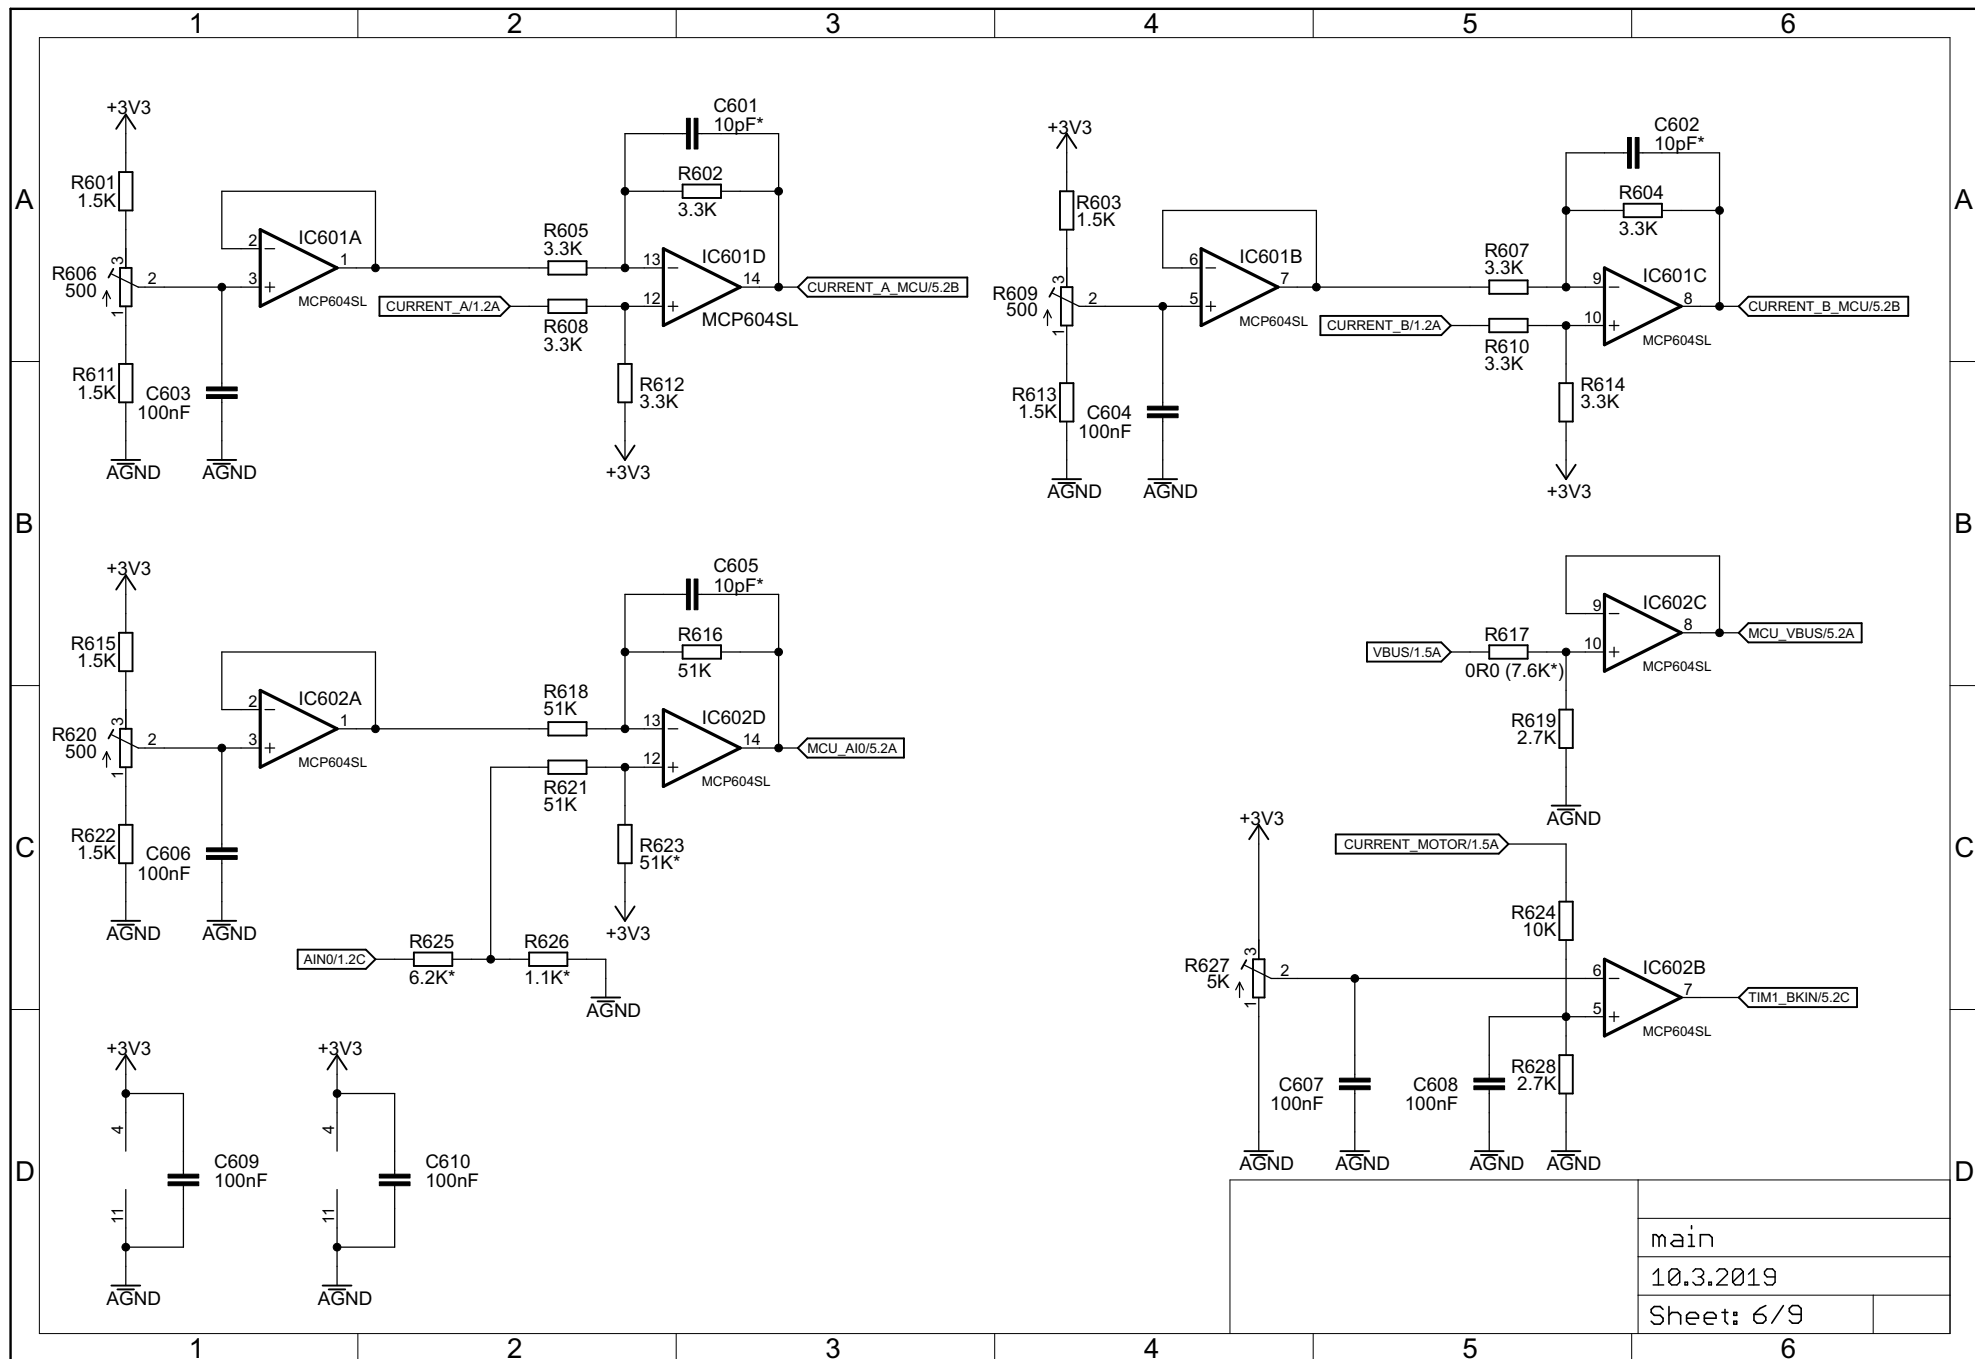 1 2 3 4 5 6
A
A
B
B
C
C
D
D
+3V3
R601
1.5K
R606
500
3
2
1
R611
1.5K
AGND
C603
100nF
AGND
2
3
1
IC601A
MCP604SL
R605
3.3K
CURRENT_A/1.2A
R608
3.3K
C601
10pF*
R602
3.3K
13
12
14
IC601D
MCP604SL
CURRENT_A_MCU/5.2B
R612
3.3K
+3V3
+3V3
R603
1.5K
R609
500
3
2
1
R613
1.5K
AGND
C604
100nF
AGND
6
5
7
IC601B
MCP604SL
R607
3.3K
CURRENT_B/1.2A
R610
3.3K
C602
10pF*
R604
3.3K
9
10
8
IC601C
MCP604SL
CURRENT_B_MCU/5.2B
R614
3.3K
+3V3
+3V3
R615
1.5K
R620
500
3
2
1
R622
1.5K
AGND
C606
100nF
AGND
2
3
1
IC602A
MCP604SL
R618
51K
R621
51K
C605
10pF*
R616
51K
13
12
14
IC602D
MCP604SL
MCU_AI0/5.2A
R623
51K*
+3V3
AIN0/1.2C
R625
6.2K*
R626
1.1K*
AGND
VBUS/1.5A
R617
0R0 (7.6K*)
9
10
8
IC602C
MCP604SL
MCU_VBUS/5.2A
R619
2.7K
AGND
+3V3
CURRENT_MOTOR/1.5A
R624
10K
R627
5K
3
2
1
6
5
7
IC602B
MCP604SL
TIM1_BKIN/5.2C
C607
100nF
C608
100nF
R628
2.7K
AGND
AGND
AGND
AGND
+3V3
4
11
C609
100nF
AGND
+3V3
4
11
C610
100nF
AGND
main
10.3.2019
Sheet: 6/9
1 2 3 4 5 6